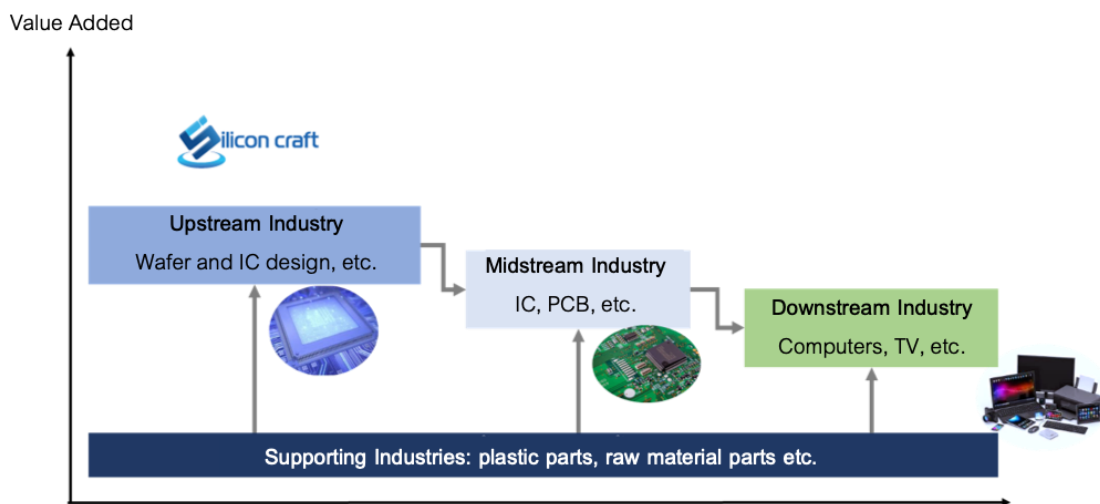 Value Added
Silicon craft
Upstream Industry
Wafer and IC design, etc.
Midstream Industry
IC, PCB, etc.
Downstream Industry
Computers, TV, etc.
Supporting Industries: plastic parts, raw material parts etc.